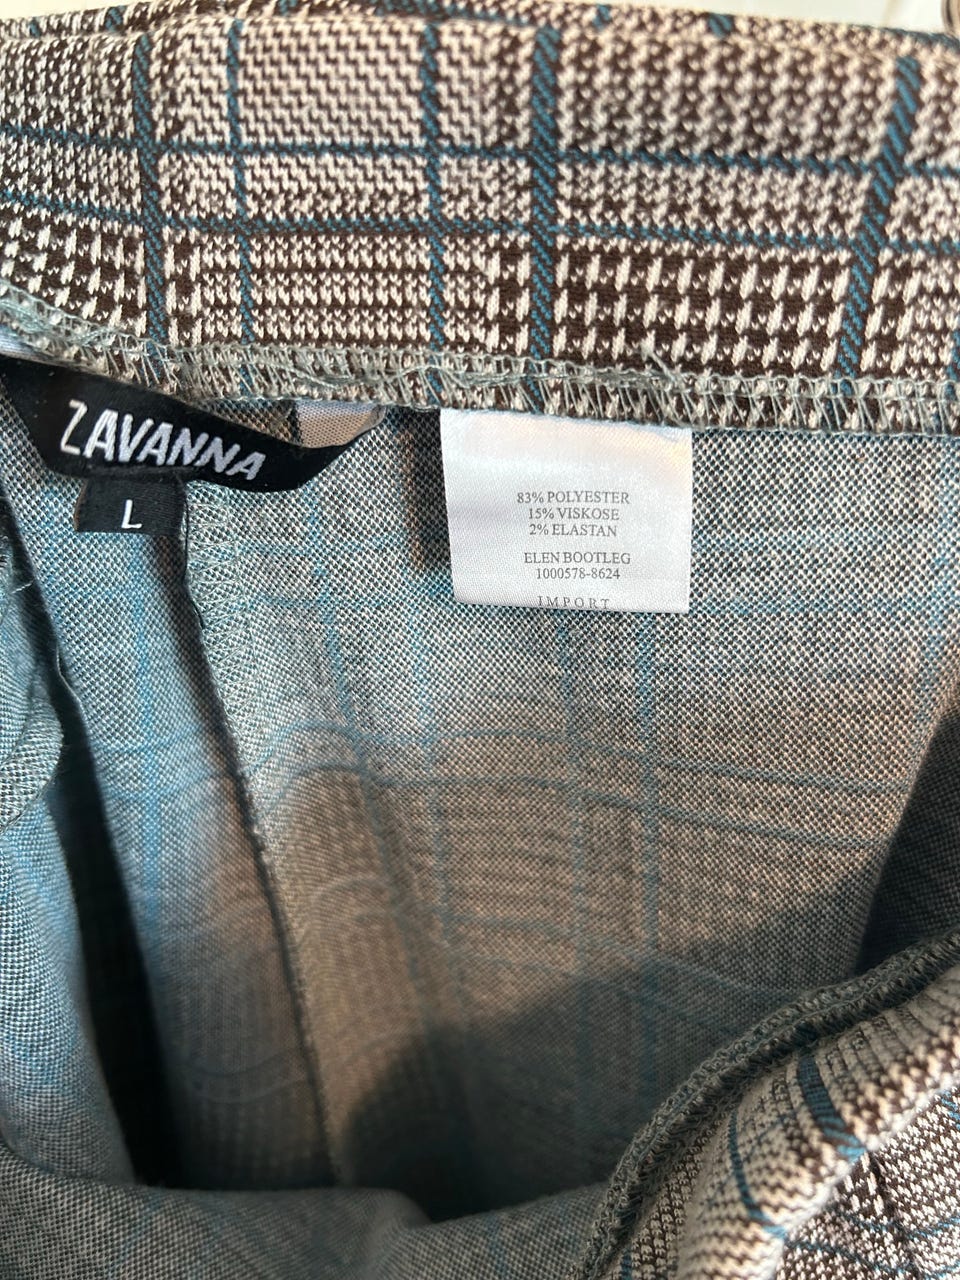 ZAVANNA
L
83% POLYESTER
15% VISKOSE
2% ELASTAN
ELEN BOOTLEG
1000578-8624
IMPORT